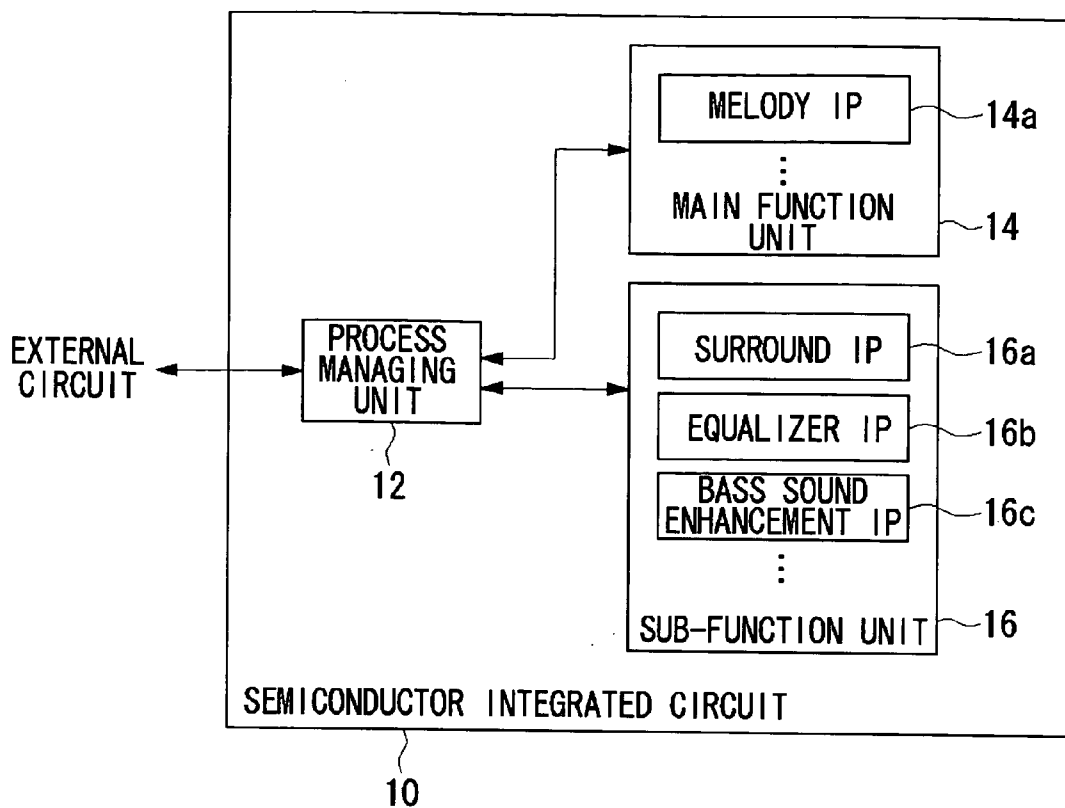 MELODY IP
14a
⋮
MAIN FUNCTION
UNIT
14
EXTERNAL
CIRCUIT
PROCESS
MANAGING
UNIT
12
SURROUND IP
16a
EQUALIZER IP
16b
BASS SOUND
ENHANCEMENT IP
16c
⋮
SUB-FUNCTION UNIT
16
SEMICONDUCTOR INTEGRATED CIRCUIT
10